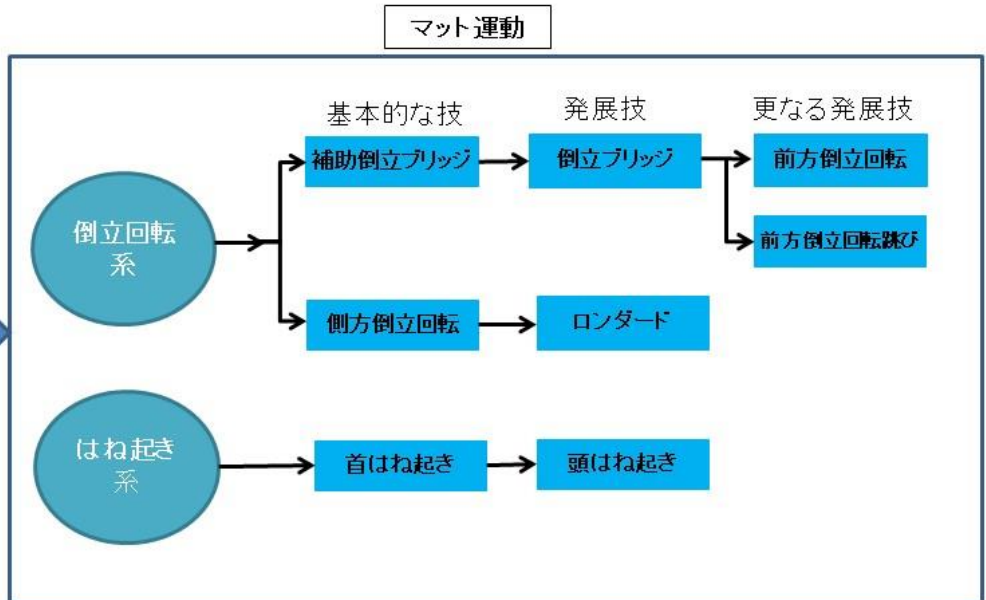 マット運動
基本的な技
発展技
更なる発展技
補助倒立ブリッジ
倒立ブリッジ
前方倒立回転
倒立回転
系
前方倒立回転跳び
側方倒立回転
ロンダード
はね起き
系
首はね起き
頭はね起き